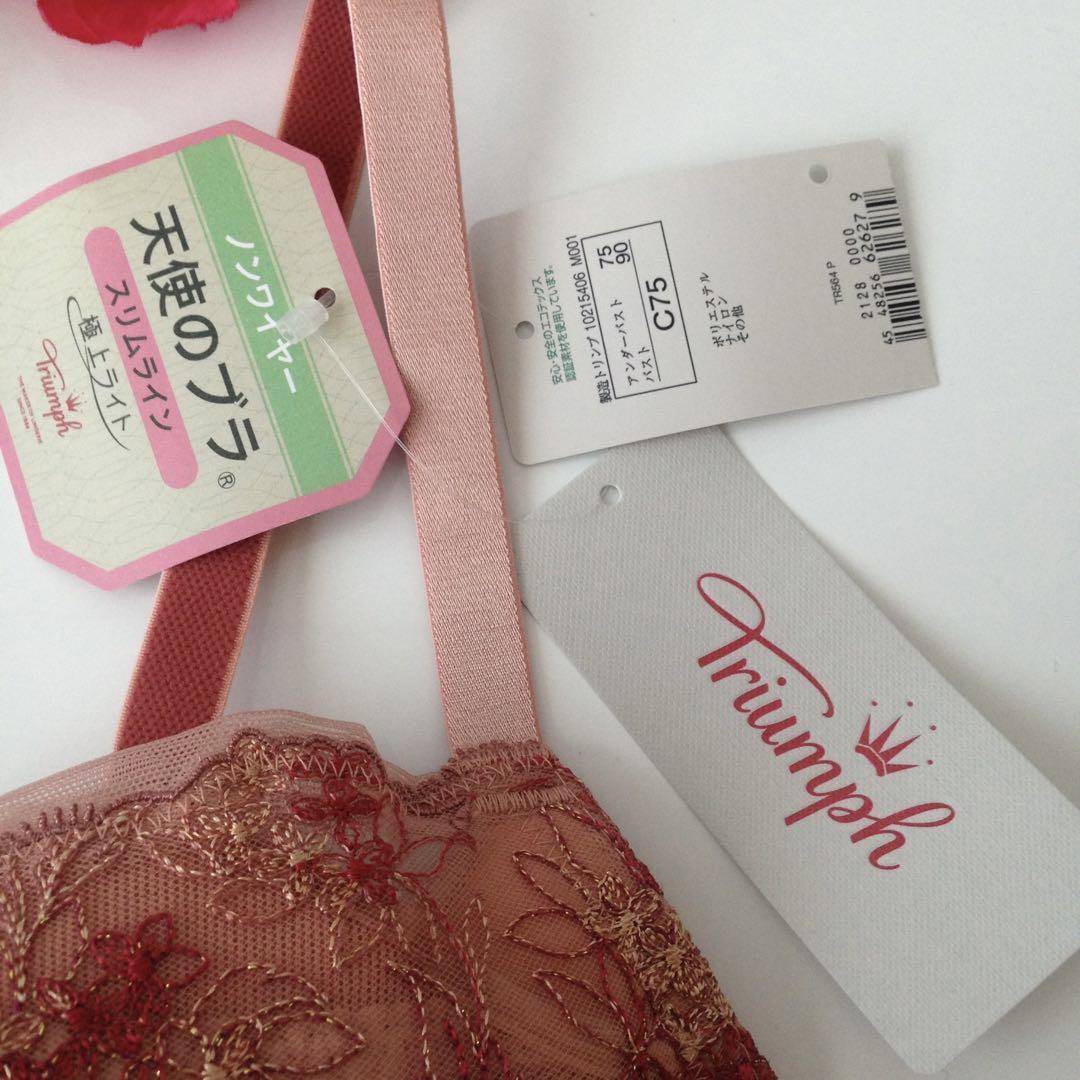 ノンワイヤー
天使のブラ®
スリムライン
極上ライト
Triumph
安心・安全のエコテックス
認証素材を使用しています。
製造トリンプ 10215406 M001
アンダーバスト 75
バスト 90
C75
ポリエステル
ナイロン
その他
TR564 P
2128 0000
45 48256 62627 9
Triumph